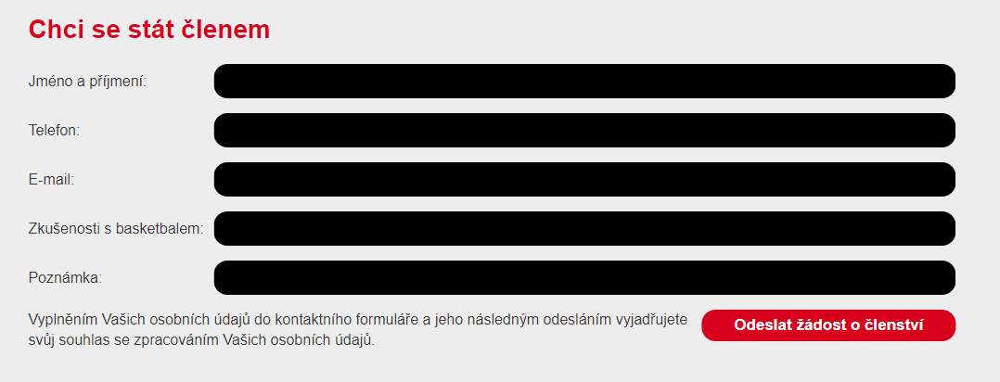 Chci se stát členem
Jméno a příjmení:
Telefon:
E-mail:
Zkušenosti s basketbalem:
Poznámka:
Vyplněním Vašich osobních údajů do kontaktního formuláře a jeho následným odesláním vyjadřujete
svůj souhlas se zpracováním Vašich osobních údajů.
Odeslat žádost o členství